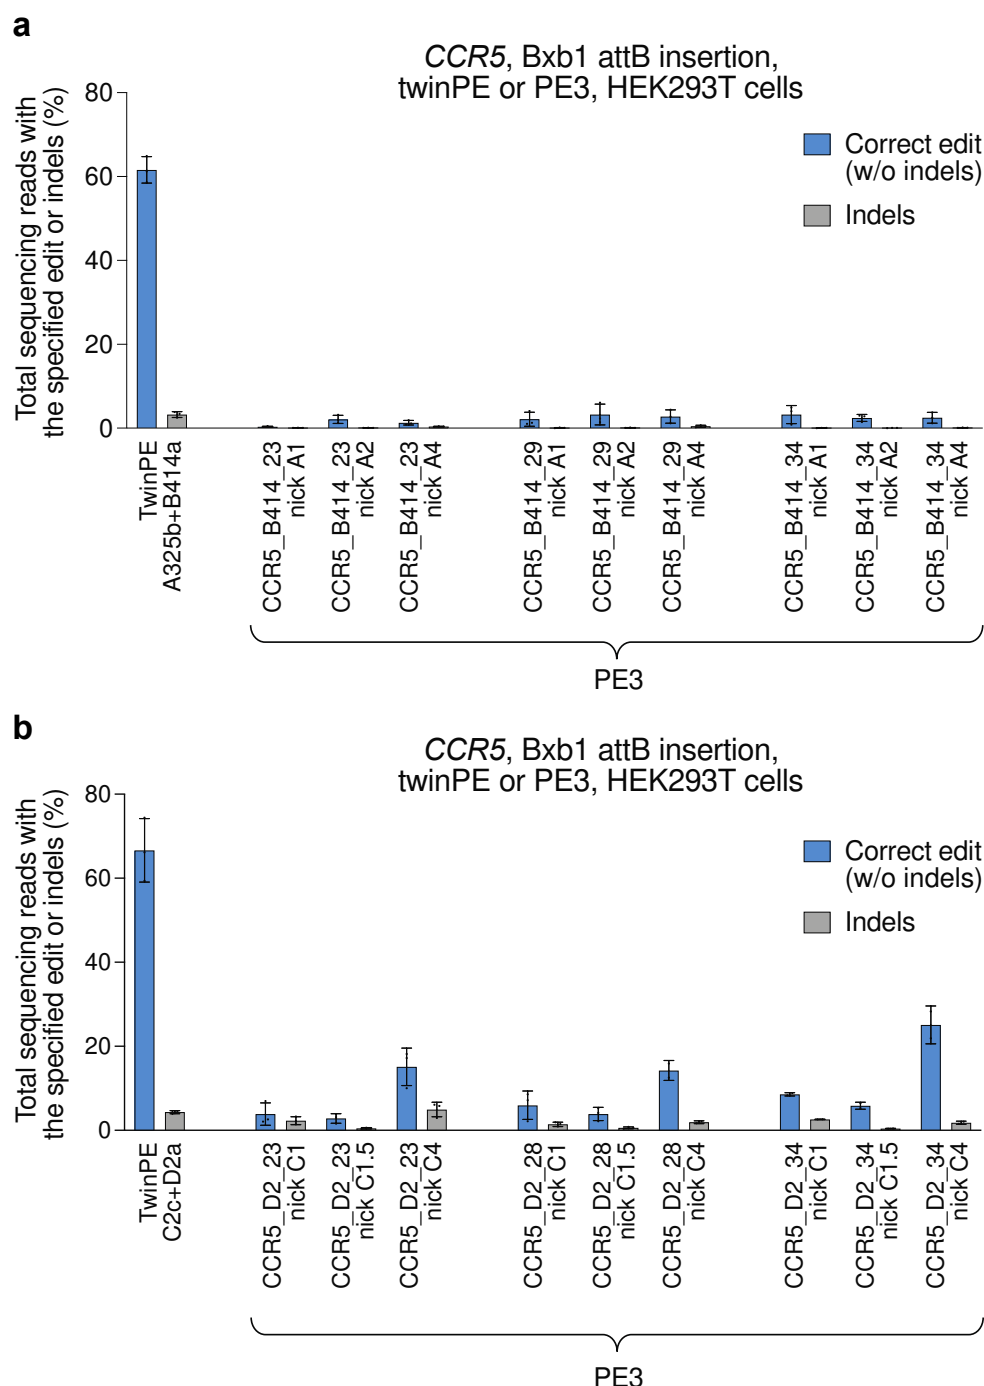 a
CCR5, Bxb1 attB insertion,
twinPE or PE3, HEK293T cells
Total sequencing reads with
the specified edit or indels (%)
80
60
40
20
0
Correct edit
(w/o indels)
Indels
TwinPE
A325b+B414a
CCR5_B414_23
nick A1
CCR5_B414_23
nick A2
CCR5_B414_23
nick A4
CCR5_B414_29
nick A1
CCR5_B414_29
nick A2
CCR5_B414_29
nick A4
CCR5_B414_34
nick A1
CCR5_B414_34
nick A2
CCR5_B414_34
nick A4
PE3
b
CCR5, Bxb1 attB insertion,
twinPE or PE3, HEK293T cells
Total sequencing reads with
the specified edit or indels (%)
80
60
40
20
0
Correct edit
(w/o indels)
Indels
TwinPE
C2c+D2a
CCR5_D2_23
nick C1
CCR5_D2_23
nick C1.5
CCR5_D2_23
nick C4
CCR5_D2_28
nick C1
CCR5_D2_28
nick C1.5
CCR5_D2_28
nick C4
CCR5_D2_34
nick C1
CCR5_D2_34
nick C1.5
CCR5_D2_34
nick C4
PE3